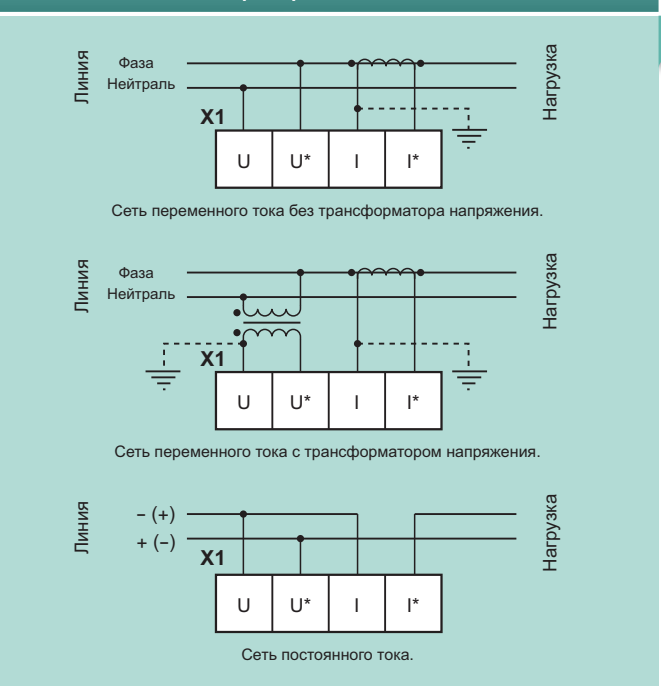 Линия
Фаза
Нейтраль
Нагрузка
X1
U U* I I*
Сеть переменного тока без трансформатора напряжения.
Линия
Фаза
Нейтраль
Нагрузка
X1
U U* I I*
Сеть переменного тока с трансформатором напряжения.
Линия
− (+)
+ (−)
Нагрузка
X1
U U* I I*
Сеть постоянного тока.